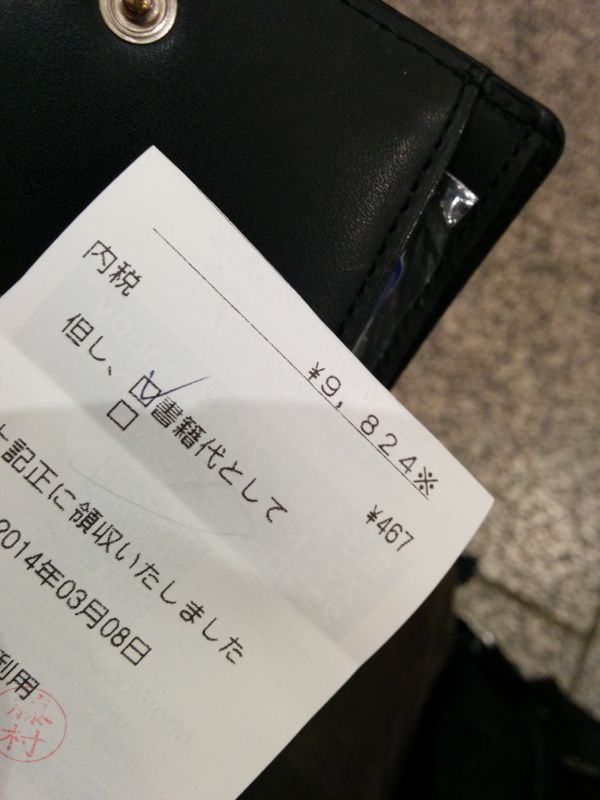 ¥9,824※
内税 ¥467
但し、☑書籍代として
□
記正に領収いたしました
2014年03月08日
利用
村